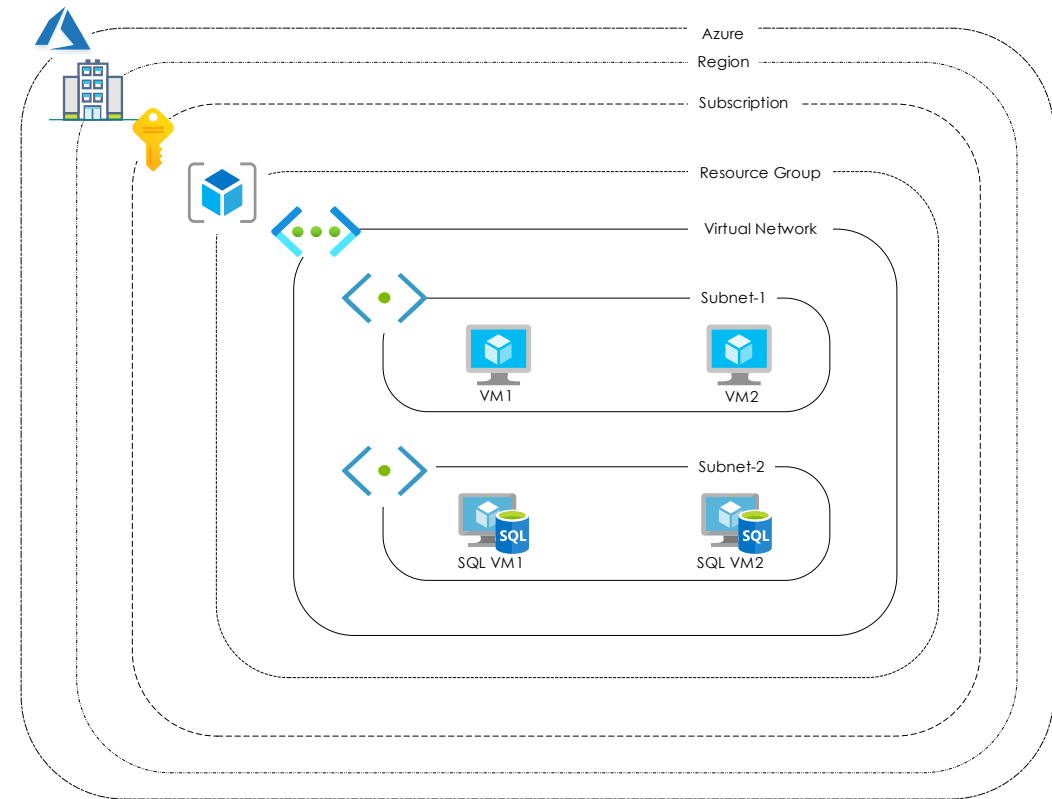 Azure
Region
Subscription
Resource Group
Virtual Network
Subnet-1
VM1
VM2
Subnet-2
SQL
SQL
SQL VM1
SQL VM2